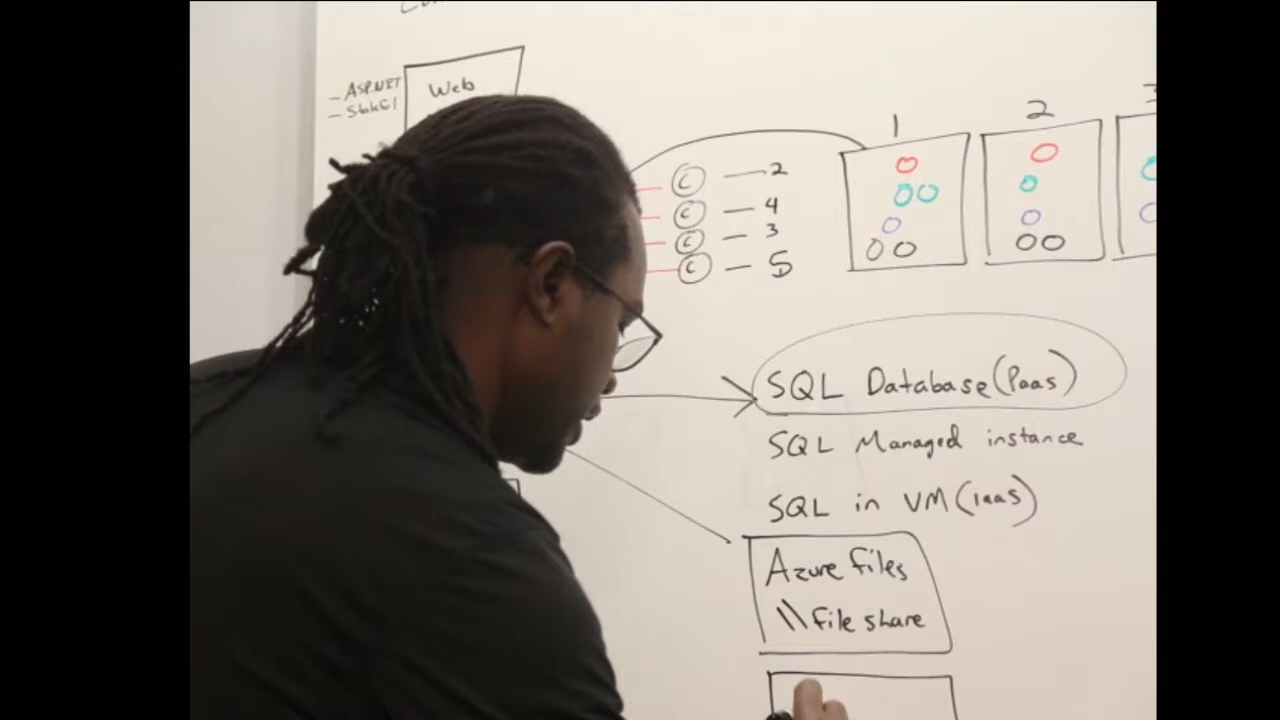 - ASP.NET
Web
1
2
C — 2
C — 4
C — 3
C — 5
SQL Database (Paas)
SQL Managed instance
SQL in VM (iaas)
Azure files
\\file share